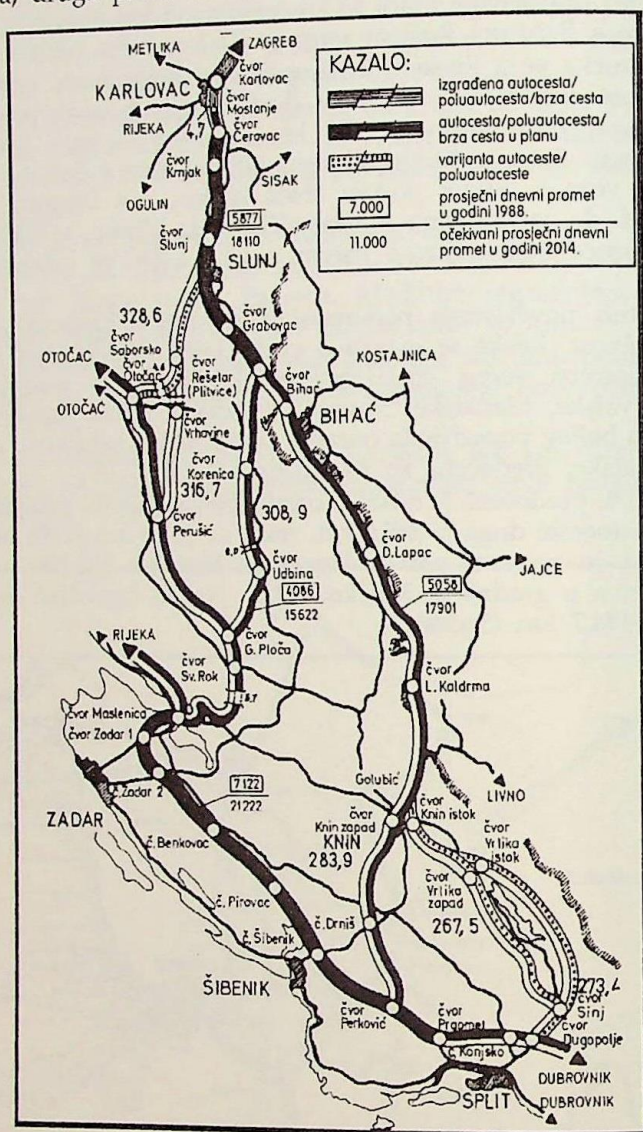 METLIKA
ZAGREB
čvor
Karlovac
KARLOVAC
čvor
Mostanje
RIJEKA
4,7
čvor
Cerovac
čvor
Krnjak
SISAK
OGULIN
KAZALO:
izgrađena autocesta/
poluautocesta/brza cesta
autocesta/poluautocesta/
brza cesta u planu
varijanta autoceste/
poluautoceste
7.000
prosječni dnevni promet
u godini 1988.
11.000
očekivani prosječni dnevni
promet u godini 2014.
5877
18110
čvor
Slunj
SLUNJ
328,6
čvor
Grabovac
čvor
Saborsko
OTOČAC
čvor
Otočac
4,6
čvor
Rešetar
(Plitvice)
KOSTAJNICA
čvor
Bihać
BIHAĆ
OTOČAC
čvor
Vrhovine
čvor
Korenica
316,7
308,9
čvor
Perušić
čvor
D.Lapac
JAJCE
čvor
Udbina
4086
15622
5058
17901
RIJEKA
čvor
G. Ploča
čvor
Sv. Rok
5,7
čvor
L. Kaldrma
čvor Maslenica
čvor Zadar 1
č. Zadar 2
7122
21222
Golubić
LIVNO
ZADAR
č. Benkovac
čvor
Knin zapad
KNIN
283,9
čvor
Knin istok
čvor
Vrlika
istok
čvor
Vrlika
zapad
267,5
č. Pirovac
č. Drniš
č. Šibenik
ŠIBENIK
273,4
čvor
Sinj
čvor
Perković
čvor
Prgomet
čvor
Dugopolje
č. Konjsko
DUBROVNIK
SPLIT
DUBROVNIK